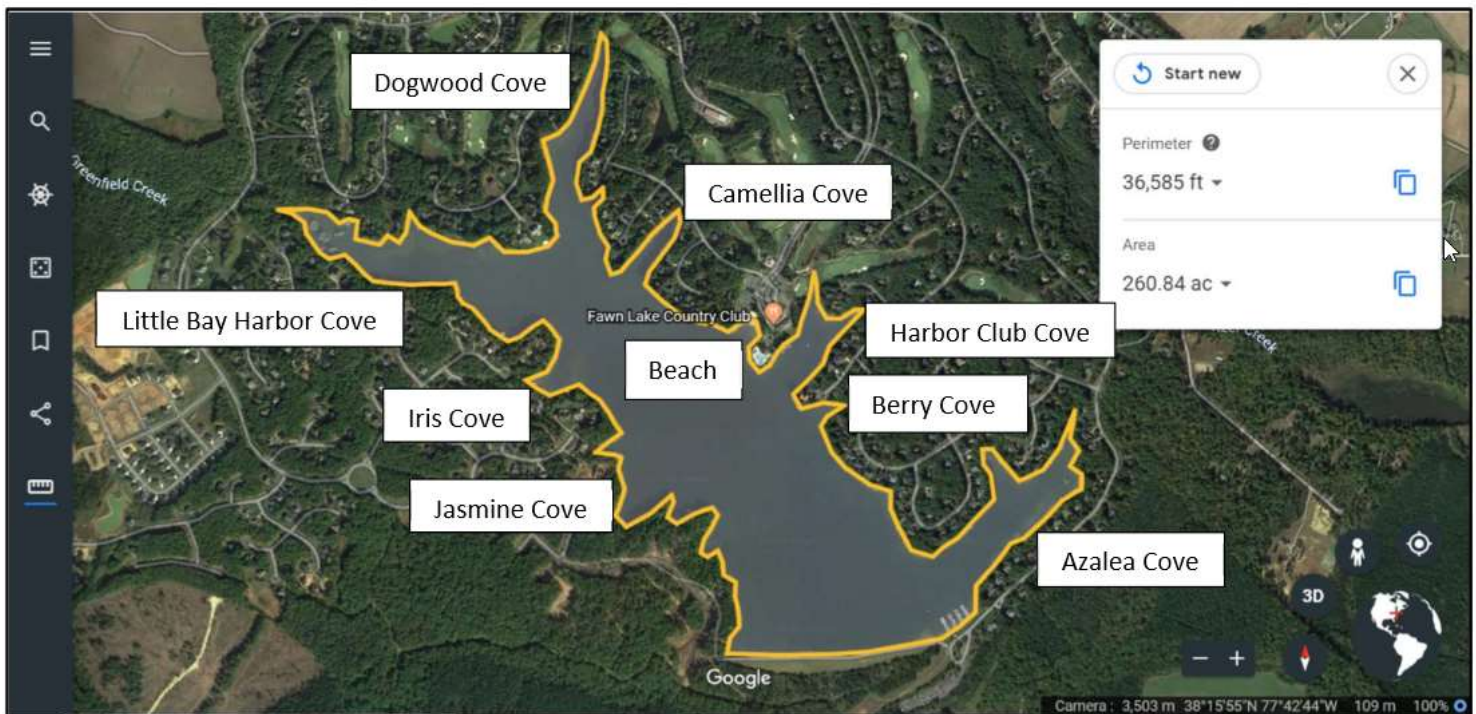 Start new
Dogwood Cove
Perimeter
36,585 ft
Greenfield Creek
Camellia Cove
Area
260.84 ac
Little Bay Harbor Cove
Fawn Lake Country Club
Harbor Club Cove
Creek
Beach
Berry Cove
Iris Cove
Jasmine Cove
Azalea Cove
3D
Google
Camera : 3,503 m 38°15'55"N 77°42'44"W 109 m 100%